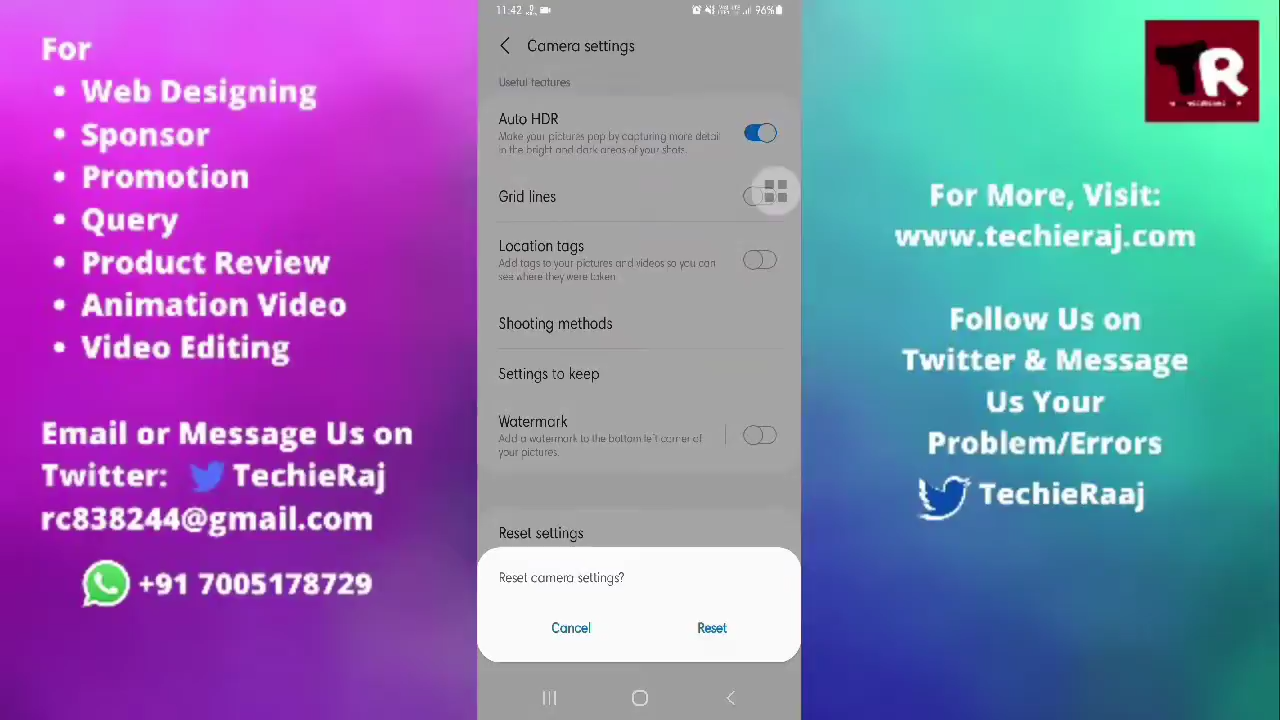 For
• Web Designing
• Sponsor
• Promotion
• Query
• Product Review
• Animation Video
• Video Editing
Email or Message Us on
Twitter: TechieRaj
rc838244@gmail.com
+91 7005178729
11.42
96%
Camera settings
Useful features
Auto HDR
Make your pictures pop by capturing more detail
in the bright and dark areas of your shots.
Grid lines
Location tags
Add tags to your pictures and videos so you can
see where they were taken.
Shooting methods
Settings to keep
Watermark
Add a watermark to the bottom left corner of
your pictures.
Reset settings
Reset camera settings?
Cancel
Reset
TR
For More, Visit:
www.techieraj.com
Follow Us on
Twitter & Message
Us Your
Problem/Errors
TechieRaaj